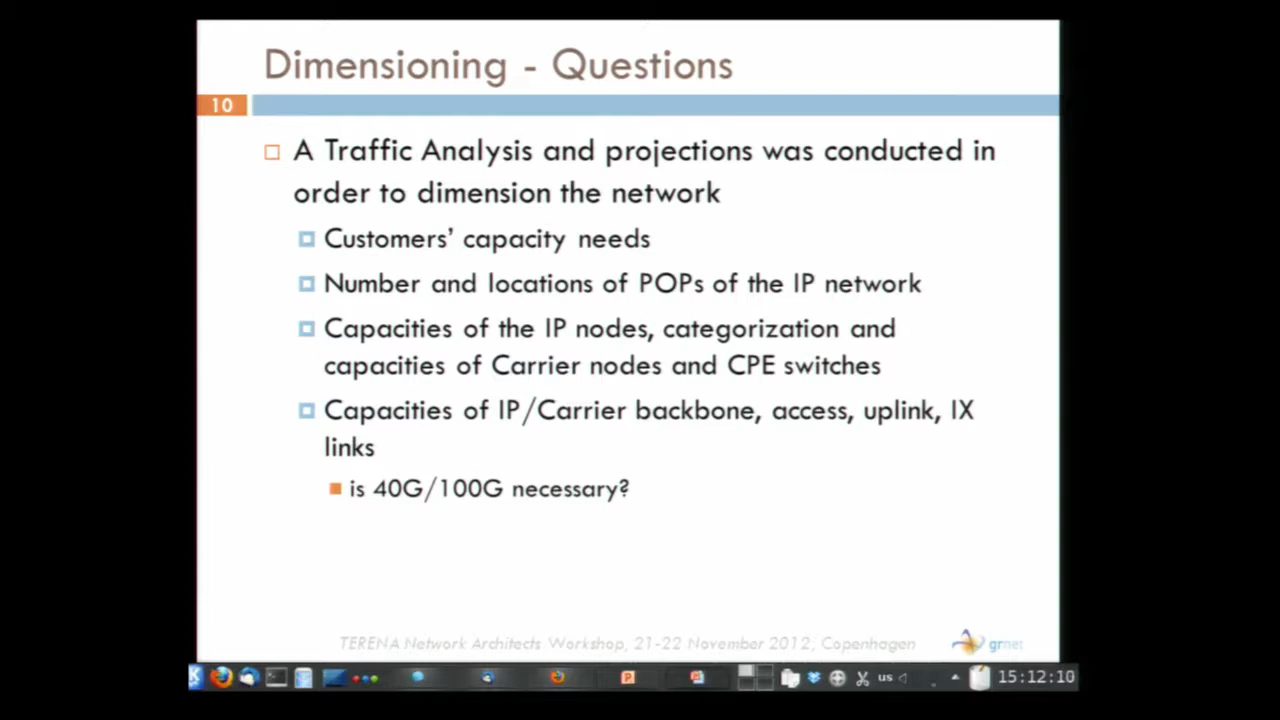 Dimensioning - Questions
10
A Traffic Analysis and projections was conducted in
order to dimension the network
Customers' capacity needs
Number and locations of POPs of the IP network
Capacities of the IP nodes, categorization and
capacities of Carrier nodes and CPE switches
Capacities of IP/Carrier backbone, access, uplink, IX
links
is 40G/100G necessary?
TERENA Network Architects Workshop, 21-22 November 2012, Copenhagen
grnet
us
15:12:10